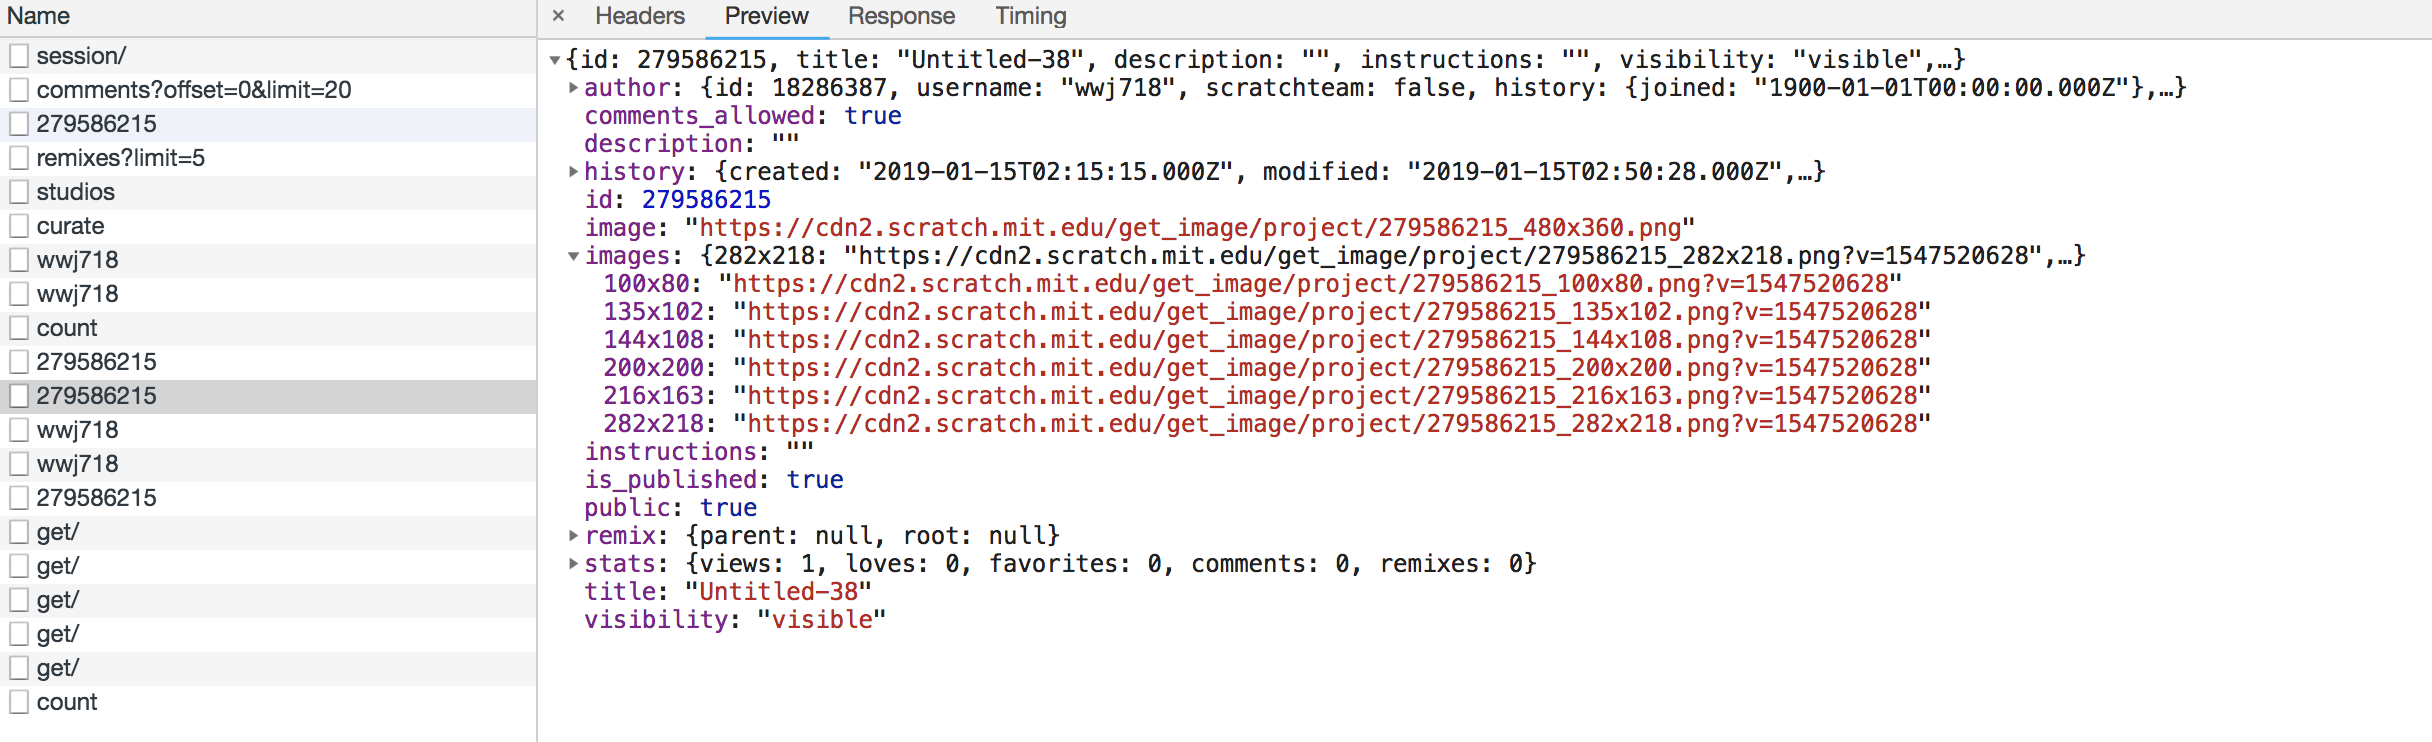 Name
session/
comments?offset=0&limit=20
279586215
remixes?limit=5
studios
curate
wwj718
wwj718
count
279586215
279586215
wwj718
wwj718
279586215
get/
get/
get/
get/
get/
count
× Headers Preview Response Timing
▼{id: 279586215, title: "Untitled-38", description: "", instructions: "", visibility: "visible",…}
▶author: {id: 18286387, username: "wwj718", scratchteam: false, history: {joined: "1900-01-01T00:00:00.000Z"},…}
comments_allowed: true
description: ""
▶history: {created: "2019-01-15T02:15:15.000Z", modified: "2019-01-15T02:50:28.000Z",…}
id: 279586215
image: "https://cdn2.scratch.mit.edu/get_image/project/279586215_480x360.png"
▼images: {282x218: "https://cdn2.scratch.mit.edu/get_image/project/279586215_282x218.png?v=1547520628",…}
100x80: "https://cdn2.scratch.mit.edu/get_image/project/279586215_100x80.png?v=1547520628"
135x102: "https://cdn2.scratch.mit.edu/get_image/project/279586215_135x102.png?v=1547520628"
144x108: "https://cdn2.scratch.mit.edu/get_image/project/279586215_144x108.png?v=1547520628"
200x200: "https://cdn2.scratch.mit.edu/get_image/project/279586215_200x200.png?v=1547520628"
216x163: "https://cdn2.scratch.mit.edu/get_image/project/279586215_216x163.png?v=1547520628"
282x218: "https://cdn2.scratch.mit.edu/get_image/project/279586215_282x218.png?v=1547520628"
instructions: ""
is_published: true
public: true
▶remix: {parent: null, root: null}
▶stats: {views: 1, loves: 0, favorites: 0, comments: 0, remixes: 0}
title: "Untitled-38"
visibility: "visible"